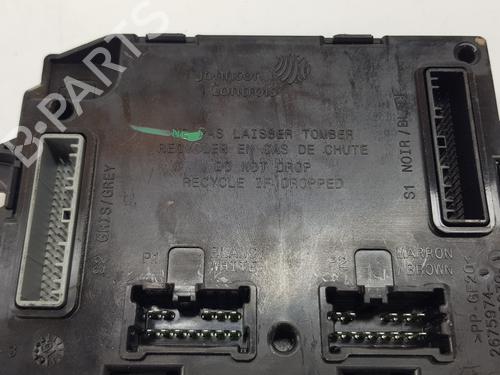 Johnson
Controls
NE PAS LAISSER TOMBER
RECYCLER EN CAS DE CHUTE
DO NOT DROP
RECYCLE IF DROPPED
S2 GRIS/GREY
S1 NOIR/
P1
BLANC
WHITE
P2
MARRON
BROWN
>PP-GF20<
B-PARTS